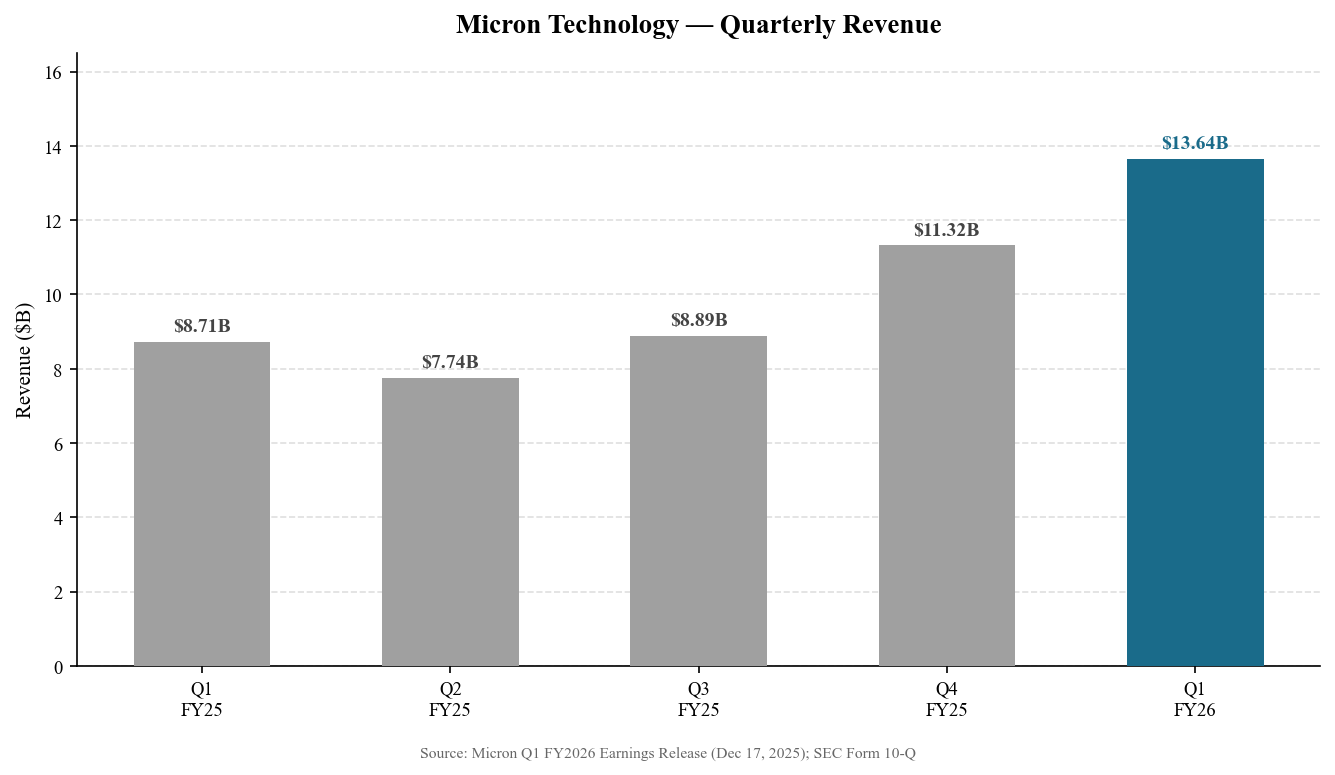 Micron Technology — Quarterly Revenue
Revenue ($B)
16
14
12
10
8
6
4
2
0
$8.71B
$7.74B
$8.89B
$11.32B
$13.64B
Q1
FY25
Q2
FY25
Q3
FY25
Q4
FY25
Q1
FY26
Source: Micron Q1 FY2026 Earnings Release (Dec 17, 2025); SEC Form 10-Q